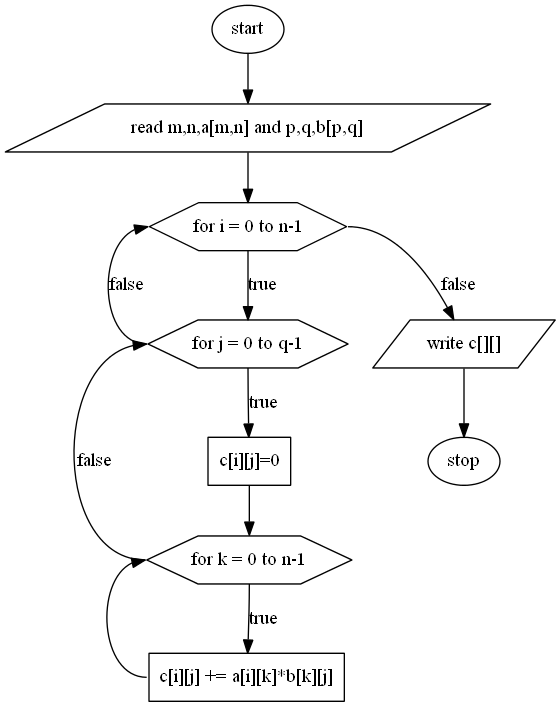 start
read m,n,a[m,n] and p,q,b[p,q]
for i = 0 to n-1
false
true
false
for j = 0 to q-1
write c[][]
true
false
c[i][j]=0
stop
for k = 0 to n-1
true
c[i][j] += a[i][k]*b[k][j]